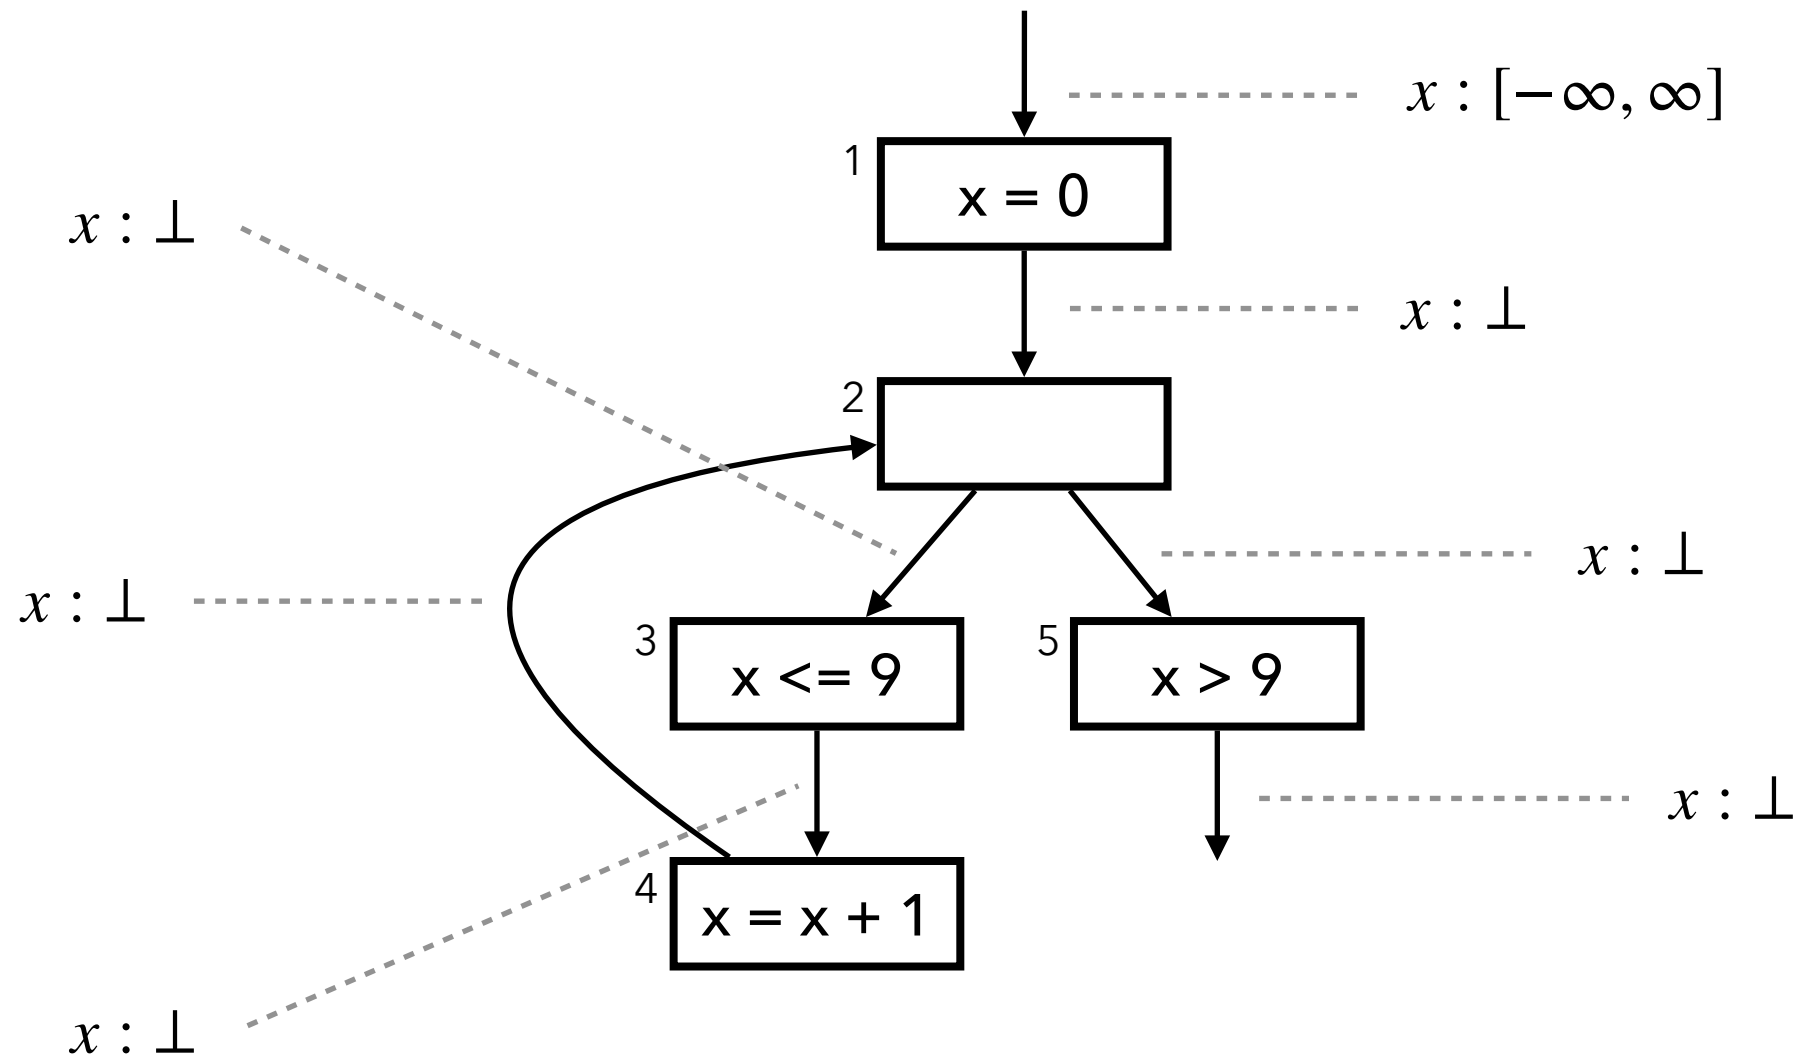 x : [−∞, ∞]
1
x = 0
x : ⊥
x : ⊥
2
x : ⊥
x : ⊥
3
x <= 9
5
x > 9
x : ⊥
4
x = x + 1
x : ⊥